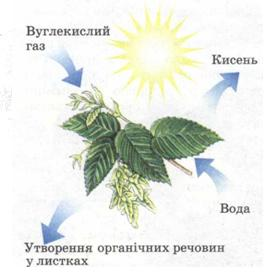 Вуглекислий
газ
Кисень
Вода
Утворення органічних речовин
у листках